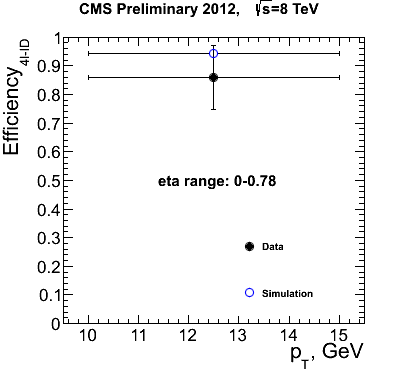 CMS Preliminary 2012, √s=8 TeV
Efficiency4l-ID
1
0.9
0.8
0.7
0.6
0.5
0.4
0.3
0.2
0.1
0
eta range: 0-0.78
Data
Simulation
10 11 12 13 14 15
pT, GeV